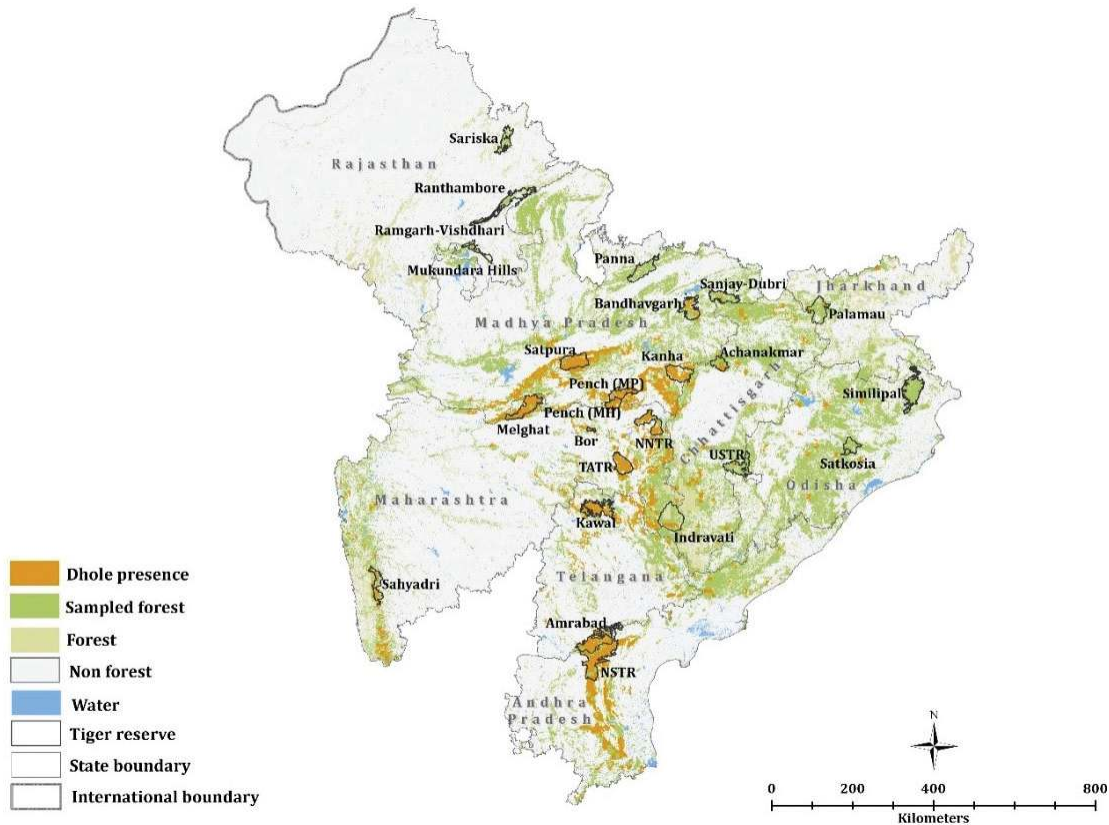 Sariska
Rajasthan
Ranthambore
Ramgarh-Vishdhari
Mukundara Hills
Panna
Sanjay-Dubri
Jharkhand
Bandhavgarh
Palamau
Madhya Pradesh
Satpura
Kanha
Achanakmar
Pench (MP)
Similipal
Pench (MH)
Melghat
Chhattisgarh
Bor
NNTR
USTR
Satkosia
TATR
Odisha
Maharashtra
Kawal
Indravati
Dhole presence
Telangana
Sahyadri
Sampled forest
Amrabad
Forest
Non forest
NSTR
Water
Andhra
Pradesh
Tiger reserve
N
State boundary
International boundary
0 200 400 800
Kilometers